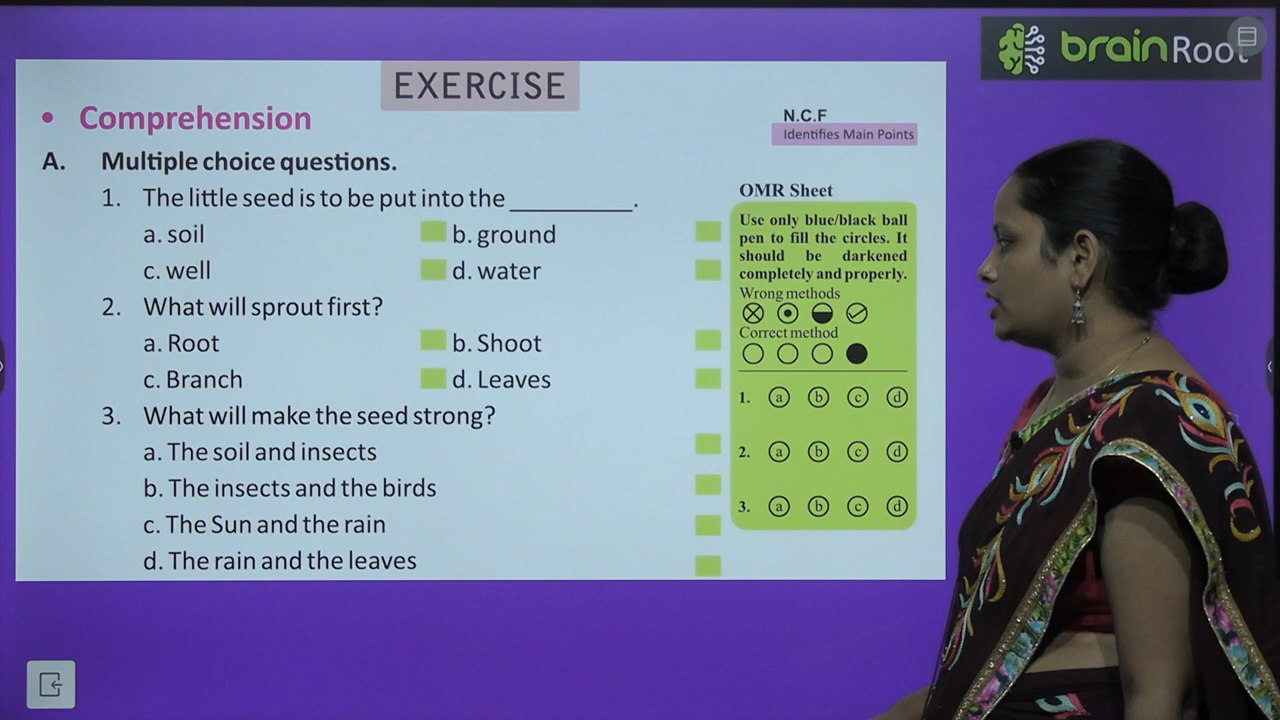 brainRoot
EXERCISE
• Comprehension
N.C.F
Identifies Main Points
A. Multiple choice questions.
1. The little seed is to be put into the __________.
a. soil b. ground
c. well d. water
2. What will sprout first?
a. Root b. Shoot
c. Branch d. Leaves
3. What will make the seed strong?
a. The soil and insects
b. The insects and the birds
c. The Sun and the rain
d. The rain and the leaves
OMR Sheet
Use only blue/black ball
pen to fill the circles. It
should be darkened
completely and properly.
Wrong methods
Correct method
1. a b c d
2. a b c d
3. a b c d